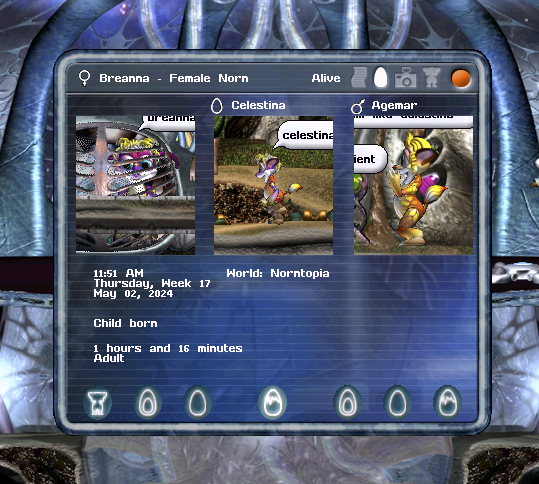 Breanna - Female Norn
Alive
Celestina
Agemar
celestina
11:51 AM
World: Norntopia
Thursday, Week 17
May 02, 2024
Child born
1 hours and 16 minutes
Adult